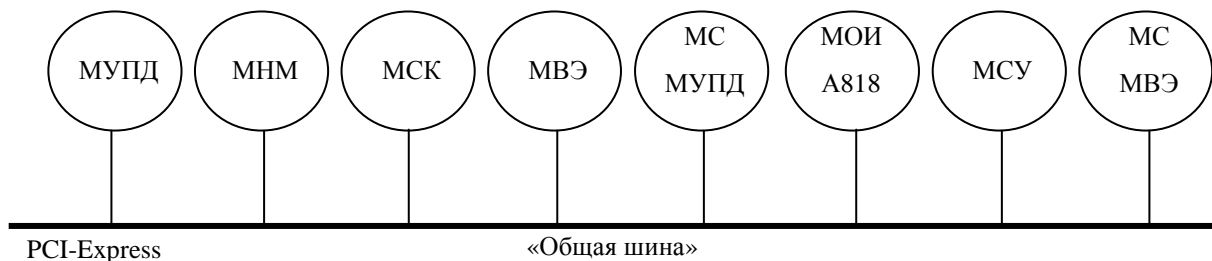 МУПД
МНМ
МСК
МВЭ
МС
МУПД
МОИ
А818
МСУ
МС
МВЭ
PCI-Express
«Общая шина»